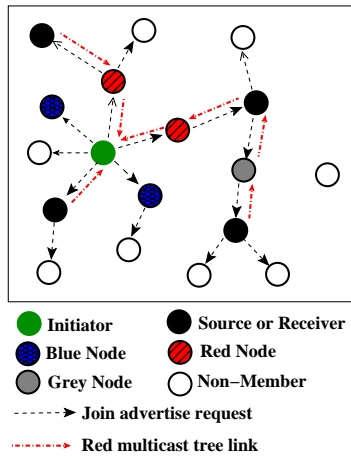 Initiator
Source or Receiver
Blue Node
Red Node
Grey Node
Non−Member
Join advertise request
Red multicast tree link